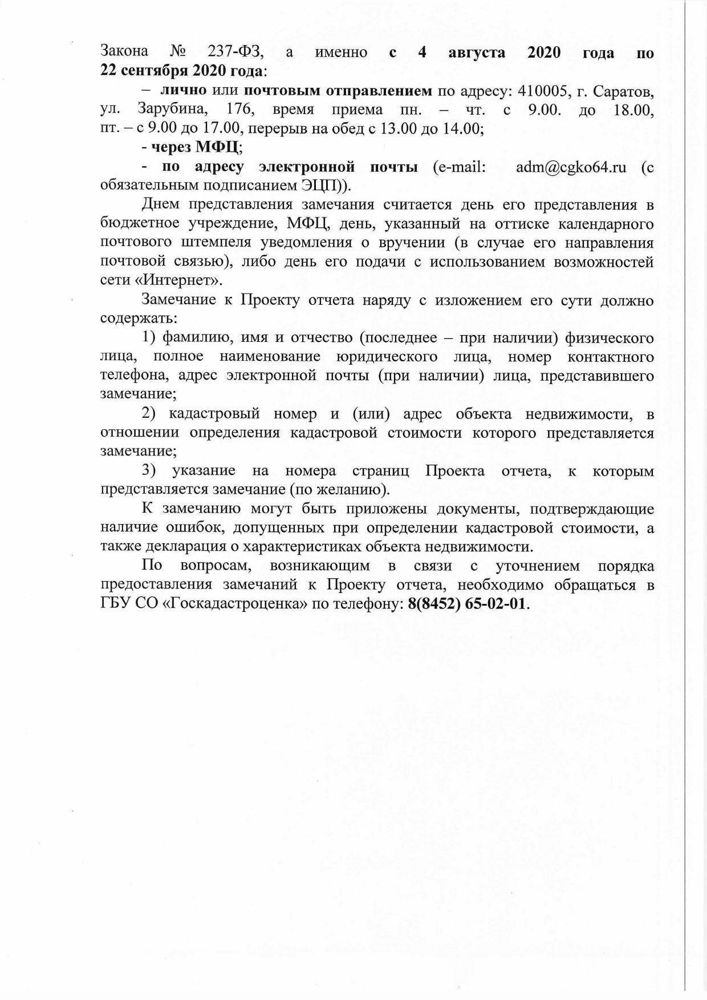 Закона № 237-ФЗ, а именно с 4 августа 2020 года по
22 сентября 2020 года:
– лично или почтовым отправлением по адресу: 410005, г. Саратов,
ул. Зарубина, 176, время приема пн. – чт. с 9.00. до 18.00,
пт. – с 9.00 до 17.00, перерыв на обед с 13.00 до 14.00;
- через МФЦ;
- по адресу электронной почты (e-mail: adm@cgko64.ru (с
обязательным подписанием ЭЦП)).
Днем представления замечания считается день его представления в
бюджетное учреждение, МФЦ, день, указанный на оттиске календарного
почтового штемпеля уведомления о вручении (в случае его направления
почтовой связью), либо день его подачи с использованием возможностей
сети «Интернет».
Замечание к Проекту отчета наряду с изложением его сути должно
содержать:
1) фамилию, имя и отчество (последнее – при наличии) физического
лица, полное наименование юридического лица, номер контактного
телефона, адрес электронной почты (при наличии) лица, представившего
замечание;
2) кадастровый номер и (или) адрес объекта недвижимости, в
отношении определения кадастровой стоимости которого представляется
замечание;
3) указание на номера страниц Проекта отчета, к которым
представляется замечание (по желанию).
К замечанию могут быть приложены документы, подтверждающие
наличие ошибок, допущенных при определении кадастровой стоимости, а
также декларация о характеристиках объекта недвижимости.
По вопросам, возникающим в связи с уточнением порядка
предоставления замечаний к Проекту отчета, необходимо обращаться в
ГБУ СО «Госкадастроценка» по телефону: 8(8452) 65-02-01.